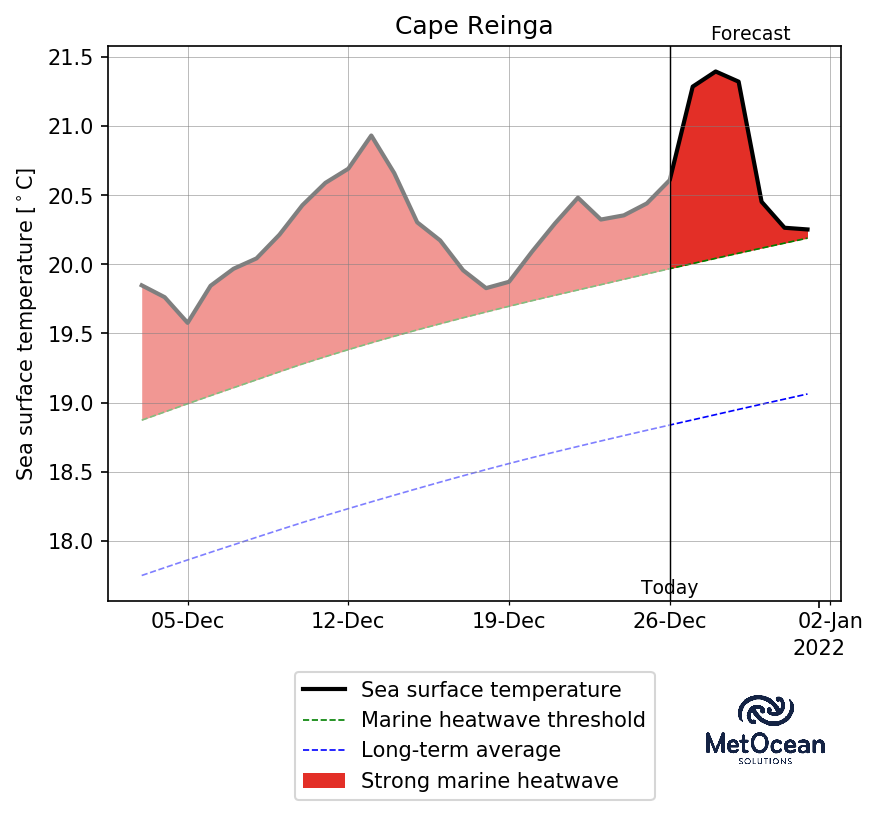 Cape Reinga
Forecast
Sea surface temperature [°C]
21.5
21.0
20.5
20.0
19.5
19.0
18.5
18.0
Today
05-Dec 12-Dec 19-Dec 26-Dec 02-Jan
2022
Sea surface temperature
Marine heatwave threshold
Long-term average
Strong marine heatwave
MetOcean
SOLUTIONS